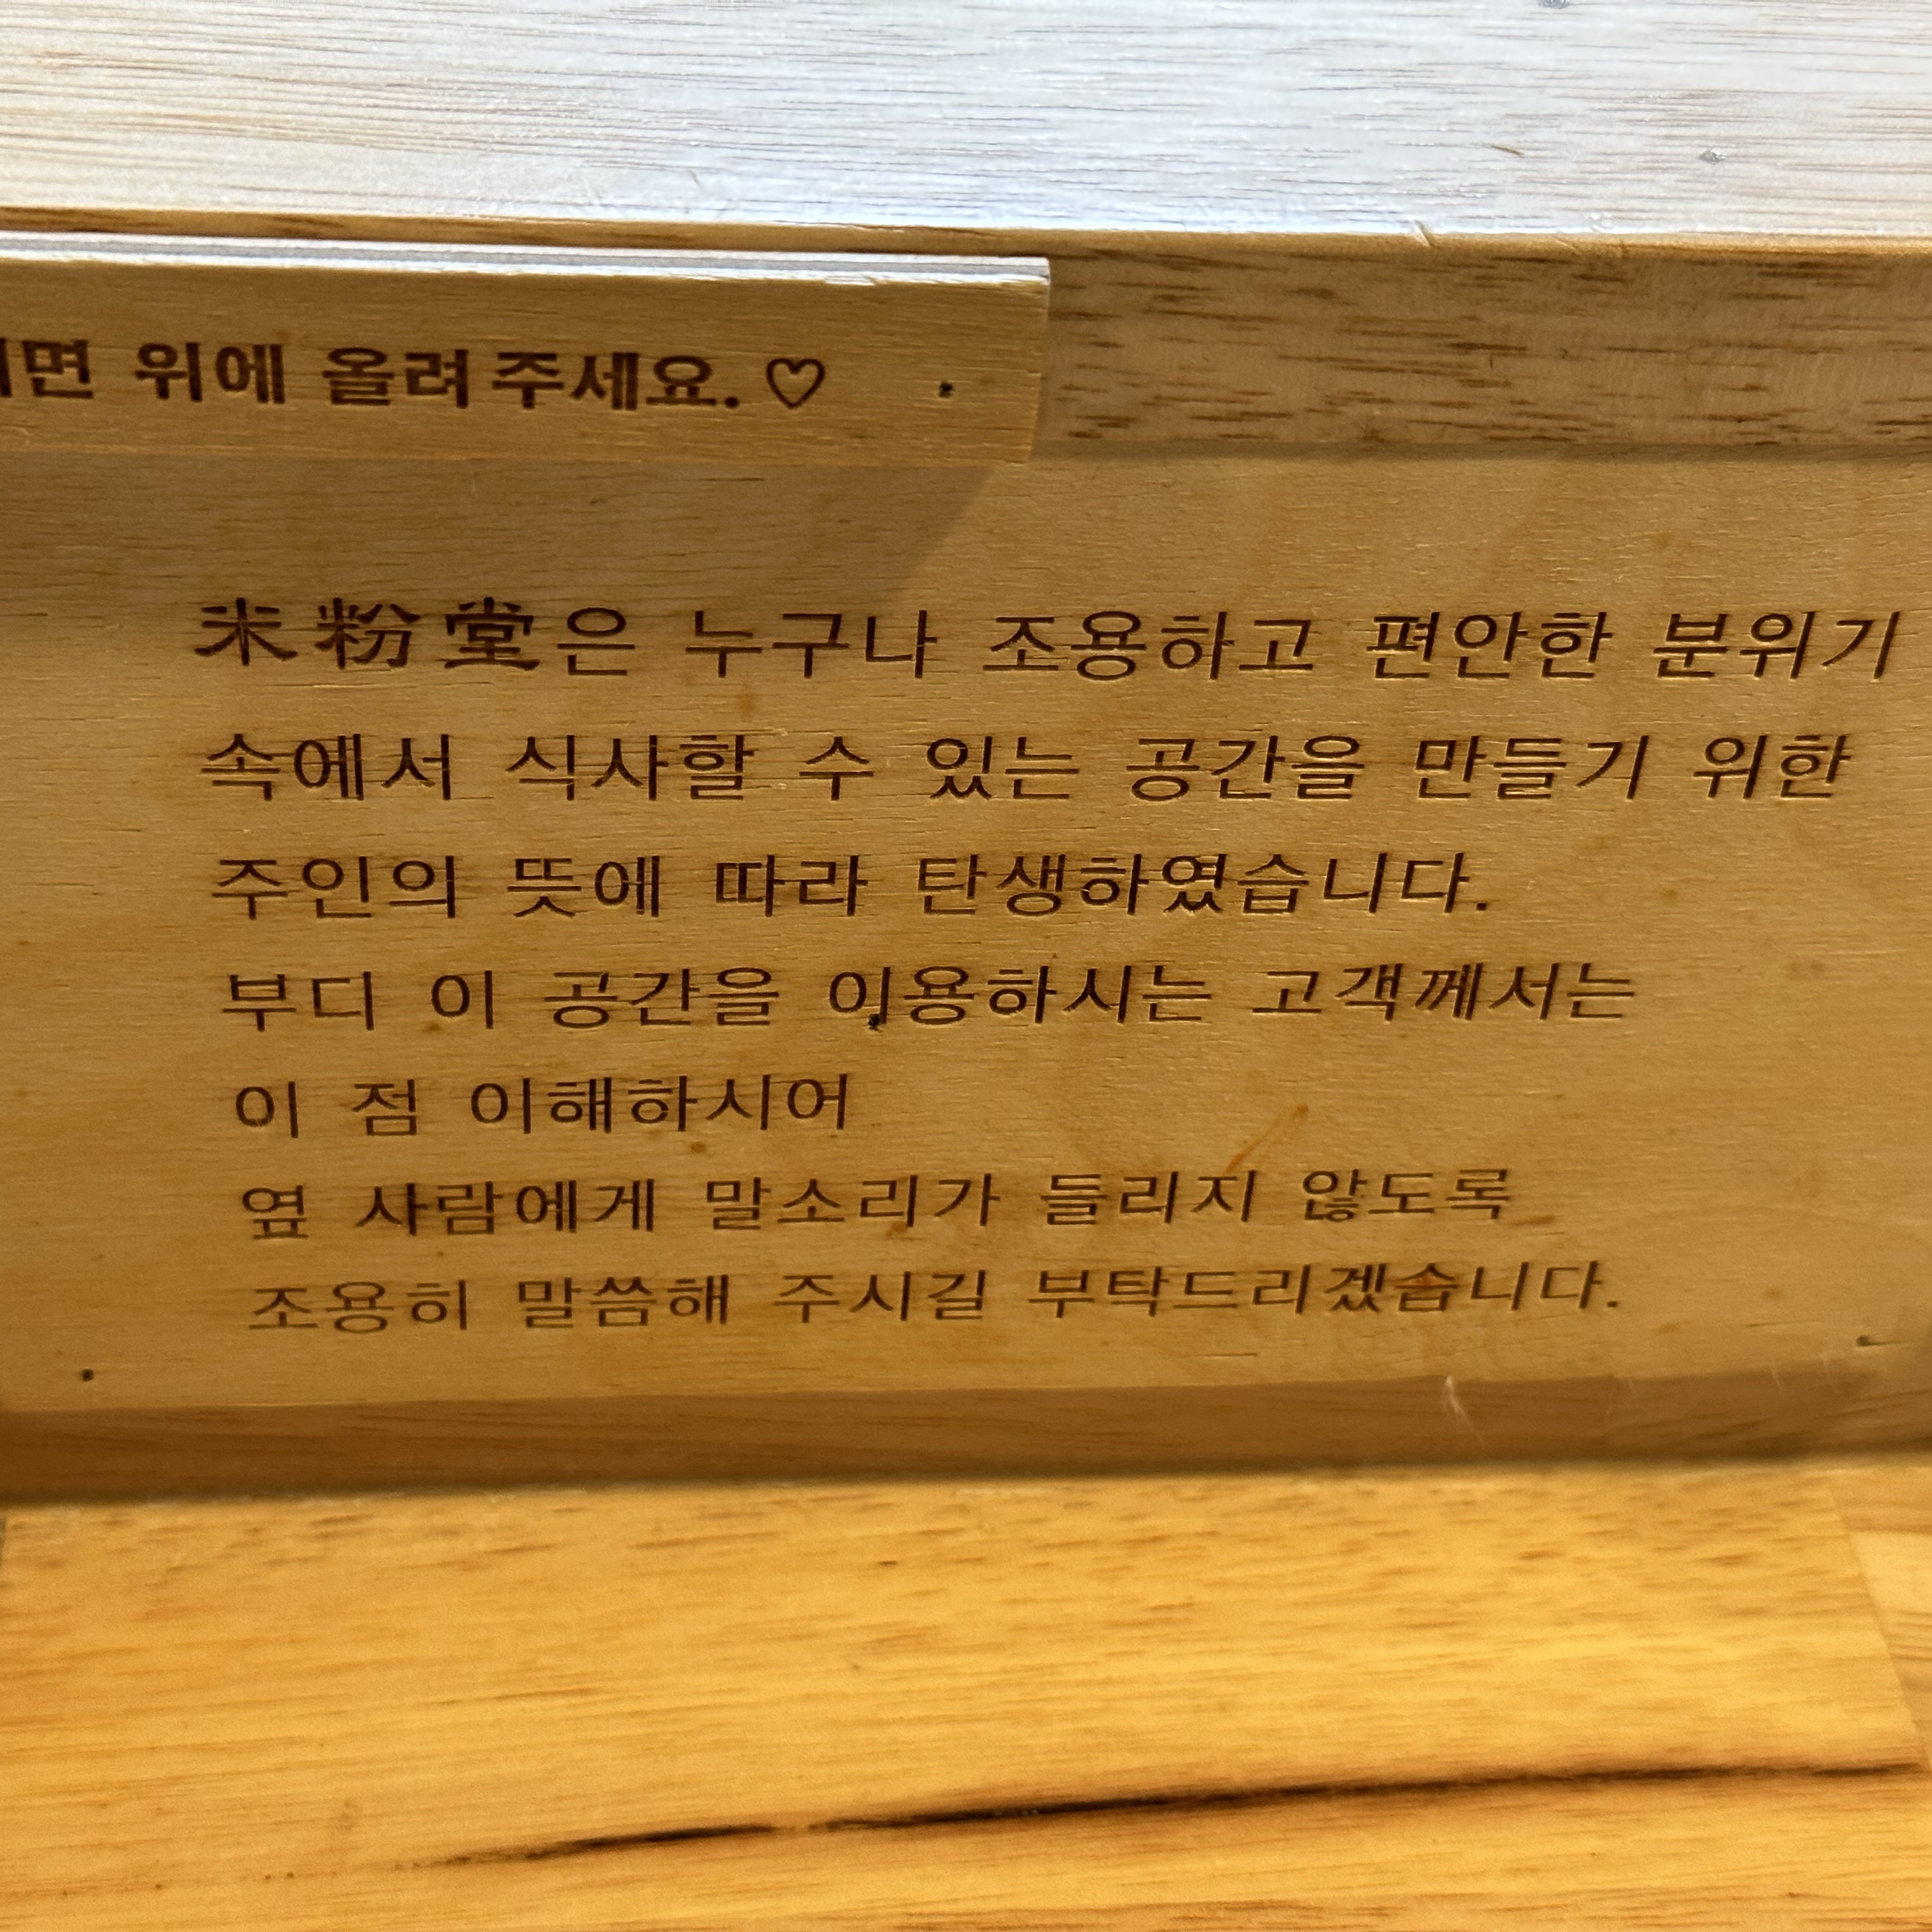 위에 올려주세요. ♡
米粉堂은 누구나 조용하고 편안한 분위기
속에서 식사할 수 있는 공간을 만들기 위한
주인의 뜻에 따라 탄생하였습니다.
부디 이 공간을 이용하시는 고객께서는
이 점 이해하시어
옆 사람에게 말소리가 들리지 않도록
조용히 말씀해 주시길 부탁드리겠습니다.